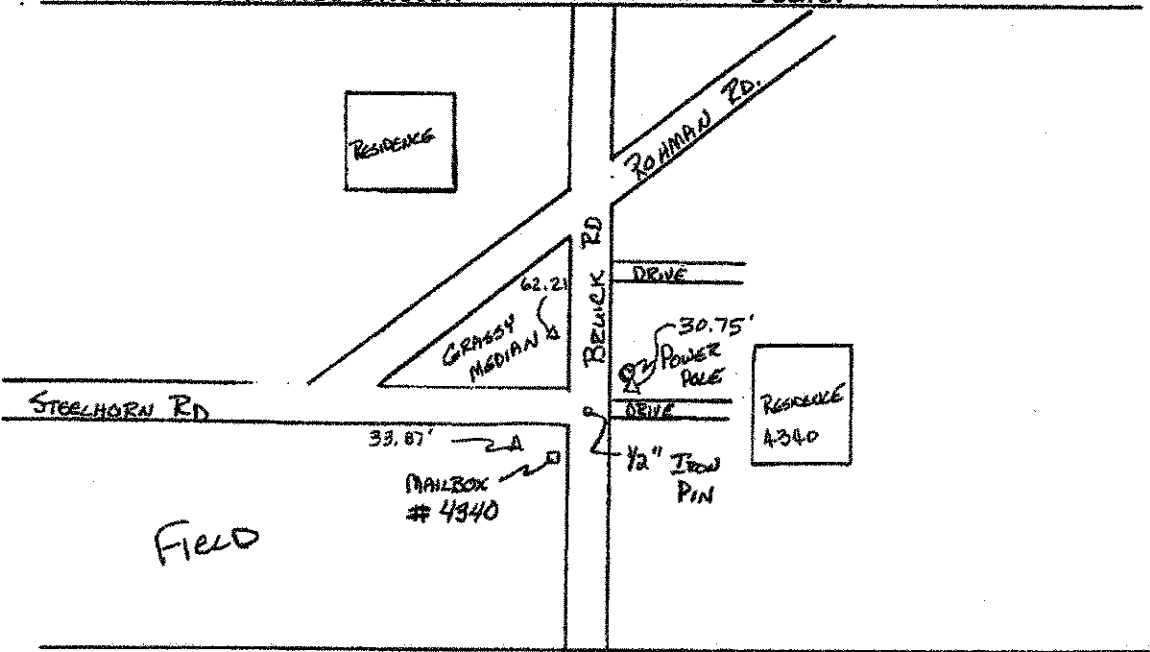 RESIDENCE
ROHMAN RD.
BRUICK RD
DRIVE
62.21
GRASSY
MEDIAN
30.75'
POWER
POLE
STEELHORN RD
DRIVE
RESIDENCE
4340
33.87'
1/2" IRON
PIN
MAILBOX
# 4340
FIELD